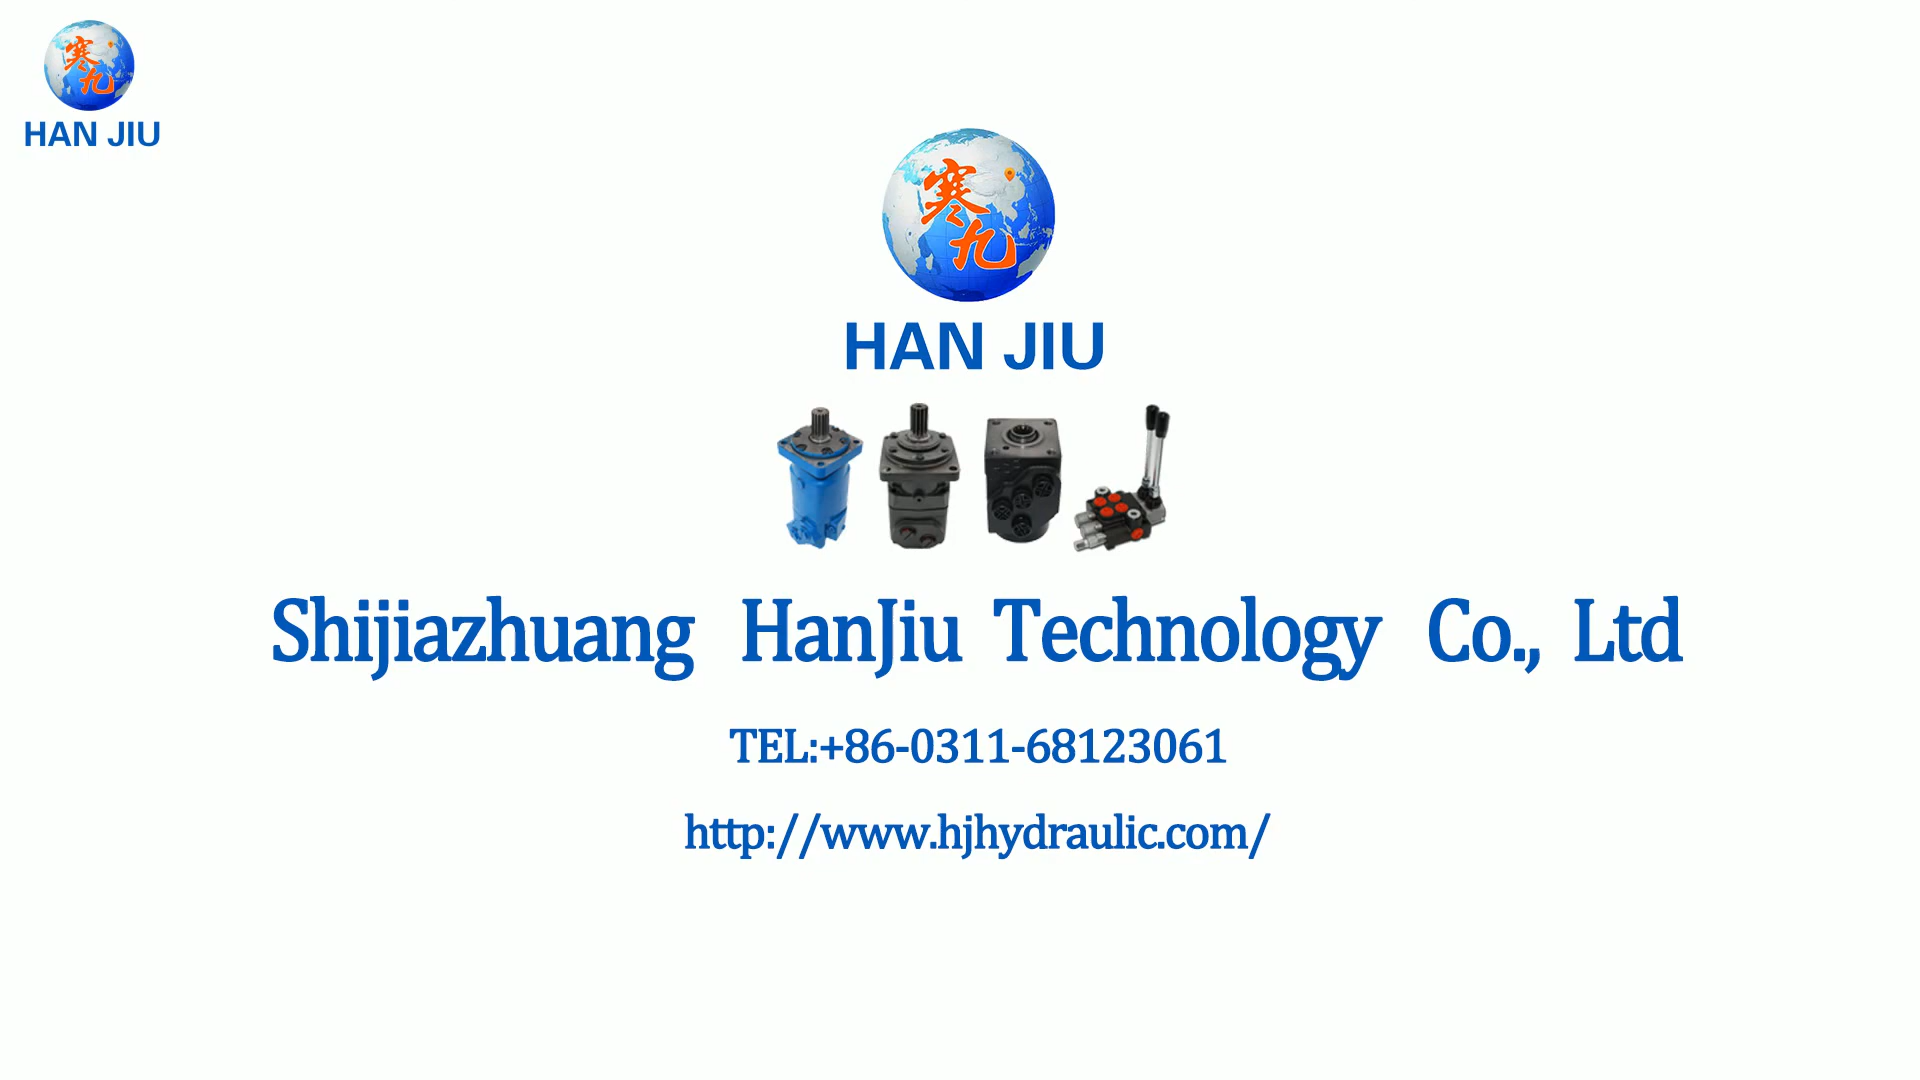 寒九
HAN JIU
寒九
HAN JIU
Shijiazhuang HanJiu Technology Co., Ltd
TEL:+86-0311-68123061
http://www.hjhydraulic.com/